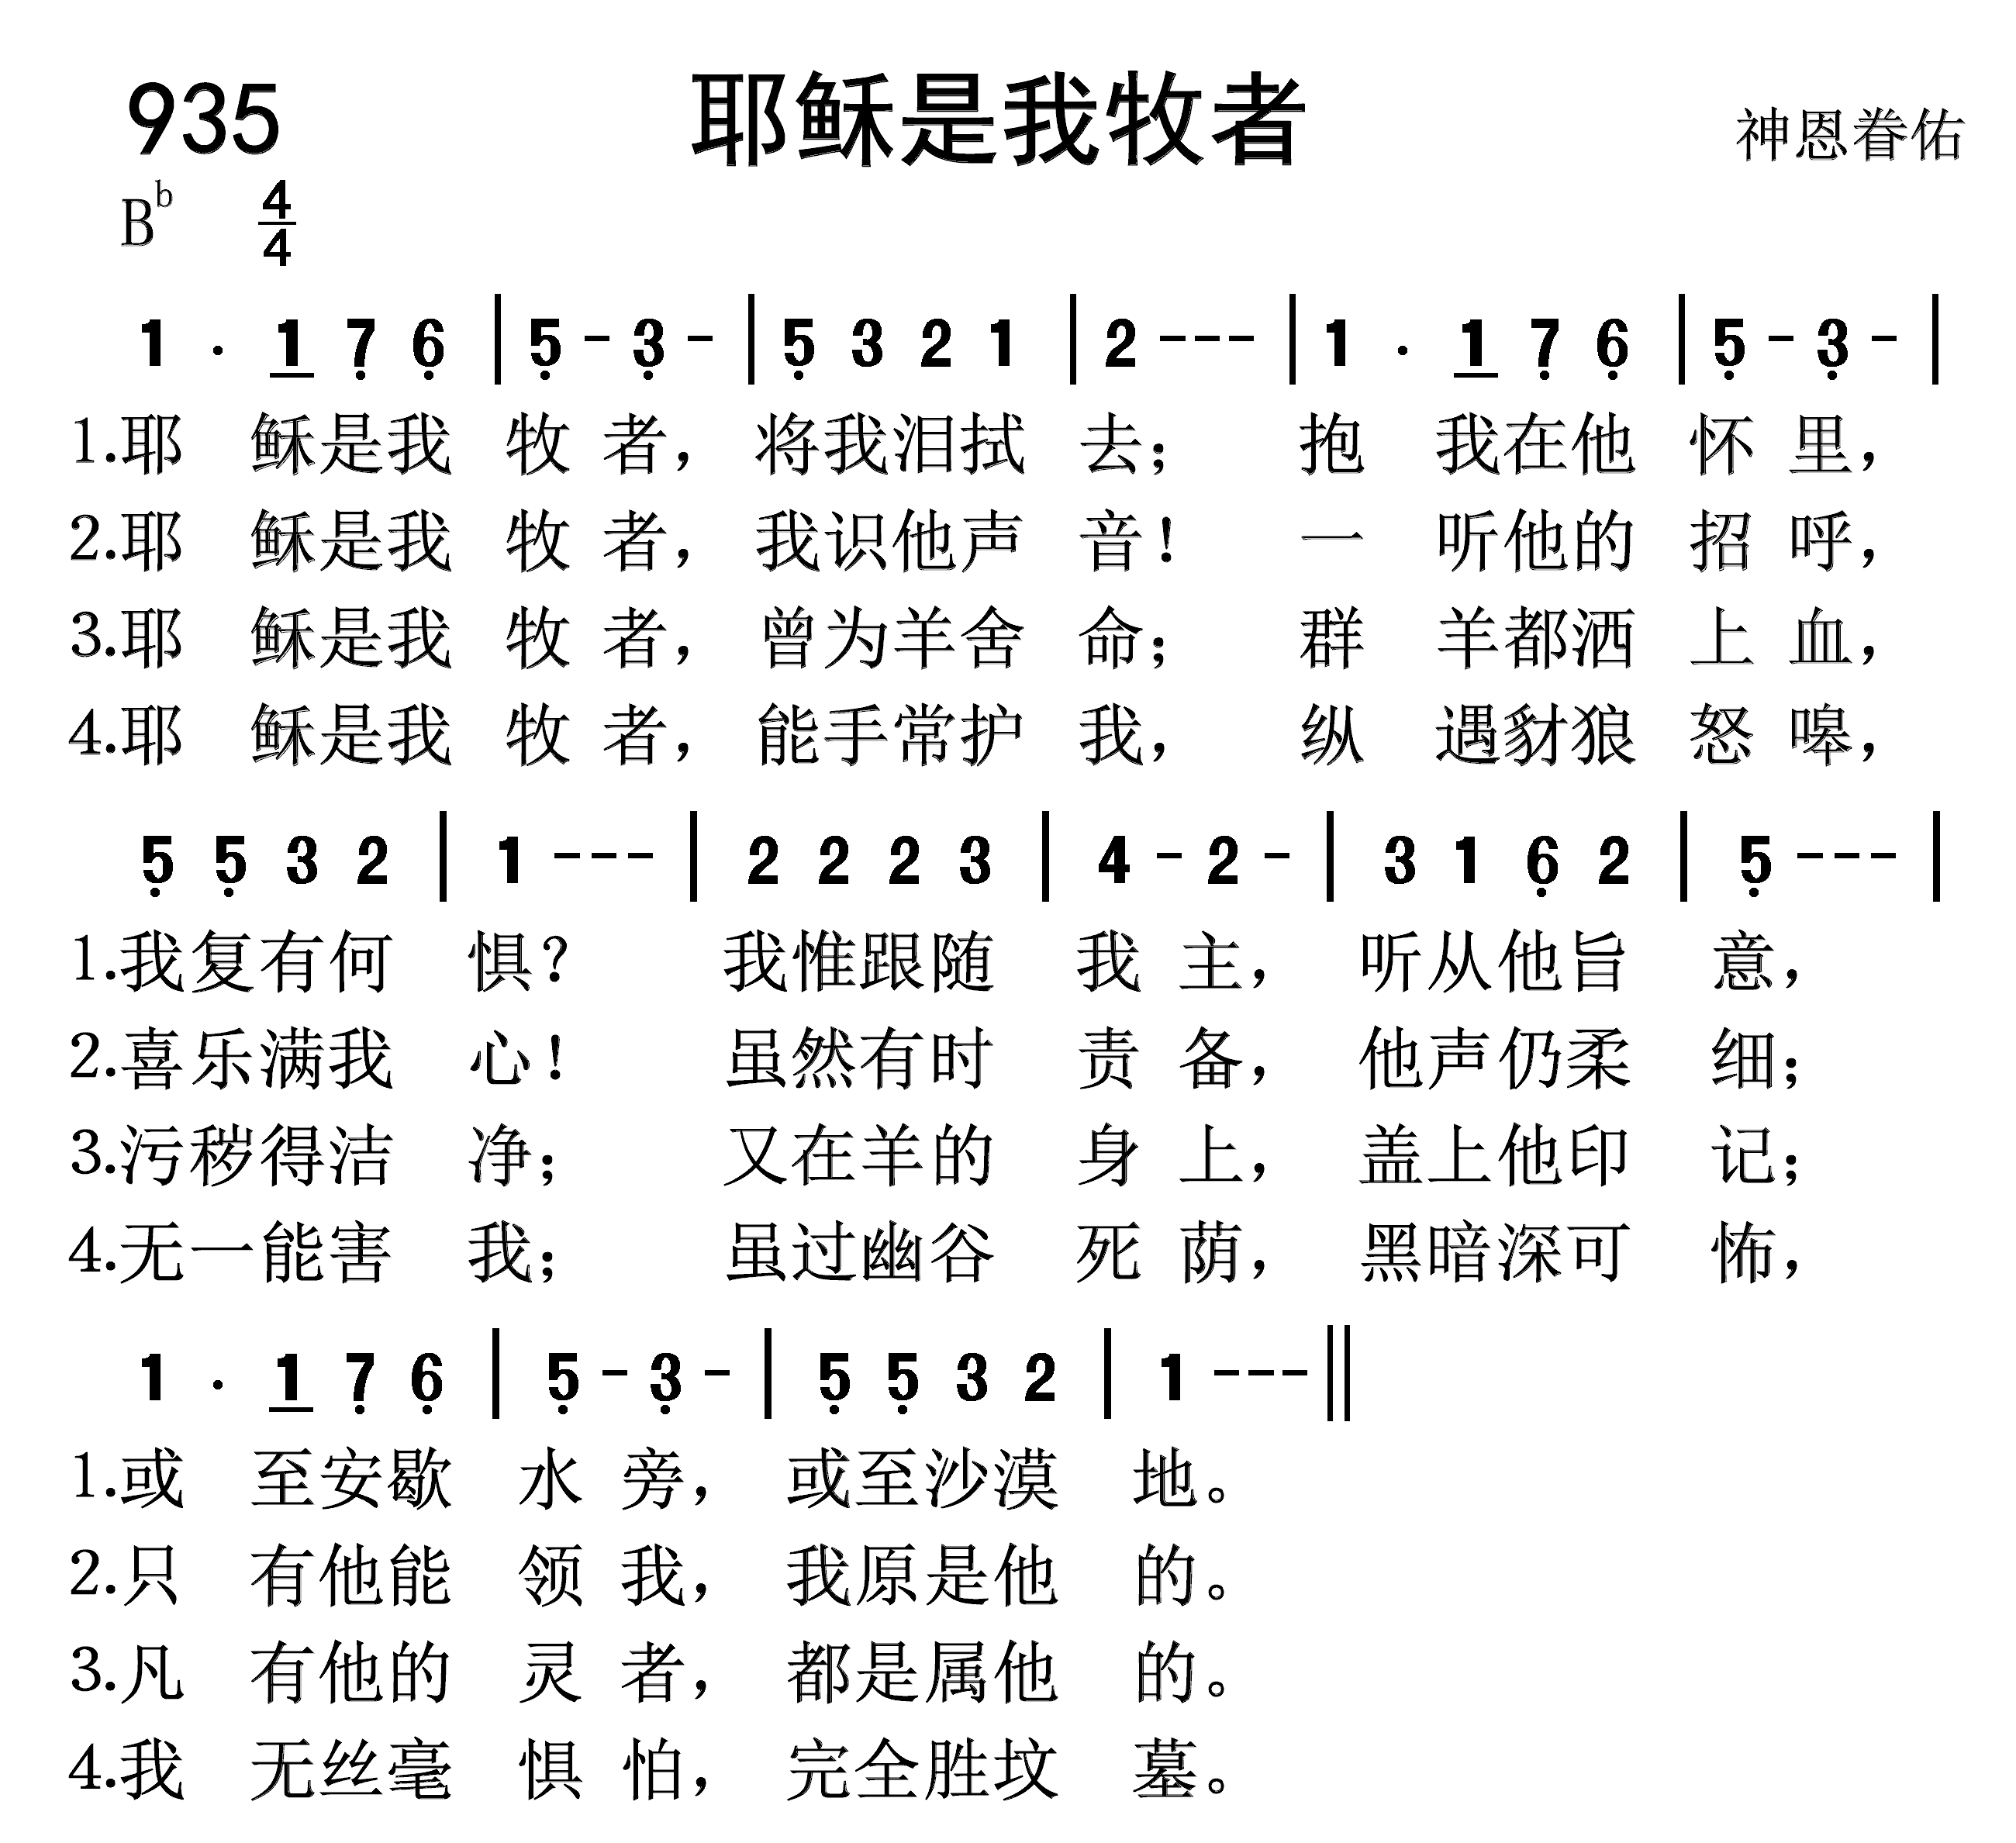 935 耶稣是我牧者 神恩眷佑
Bb 4/4
1 · 1 7 6 | 5 - 3 - | 5 3 2 1 | 2 - - - | 1 · 1 7 6 | 5 - 3 - |
1.耶 稣是我 牧 者，将我泪拭 去； 抱 我在他 怀 里，
2.耶 稣是我 牧 者，我识他声 音！ 一 听他的 招 呼，
3.耶 稣是我 牧 者，曾为羊舍 命； 群 羊都洒 上 血，
4.耶 稣是我 牧 者，能手常护 我， 纵 遇豺狼 怒 嗥，
5 5 3 2 | 1 - - - | 2 2 2 3 | 4 - 2 - | 3 1 6 2 | 5 - - - |
1.我复有何 惧？ 我惟跟随 我 主，听从他旨 意，
2.喜乐满我 心！ 虽然有时 责 备，他声仍柔 细；
3.污秽得洁 净； 又在羊的 身 上，盖上他印 记；
4.无一能害 我； 虽过幽谷 死 荫，黑暗深可 怖，
1 · 1 7 6 | 5 - 3 - | 5 5 3 2 | 1 - - - ||
1.或 至安歇 水 旁，或至沙漠 地。
2.只 有他能 领 我，我原是他 的。
3.凡 有他的 灵 者，都是属他 的。
4.我 无丝毫 惧 怕，完全胜坟 墓。